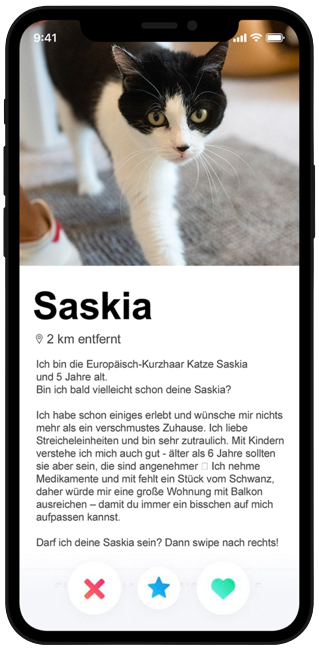 9:41
Saskia
2 km entfernt
Ich bin die Europäisch-Kurzhaar Katze Saskia
und 5 Jahre alt.
Bin ich bald vielleicht schon deine Saskia?
Ich habe schon einiges erlebt und wünsche mir nichts
mehr als ein verschmustes Zuhause. Ich liebe
Streicheleinheiten und bin sehr zutraulich. Mit Kindern
verstehe ich mich auch gut - älter als 6 Jahre sollten
sie aber sein, die sind angenehmer □ Ich nehme
Medikamente und mit fehlt ein Stück vom Schwanz,
daher würde mir eine große Wohnung mit Balkon
ausreichen – damit du immer ein bisschen auf mich
aufpassen kannst.
Darf ich deine Saskia sein? Dann swipe nach rechts!